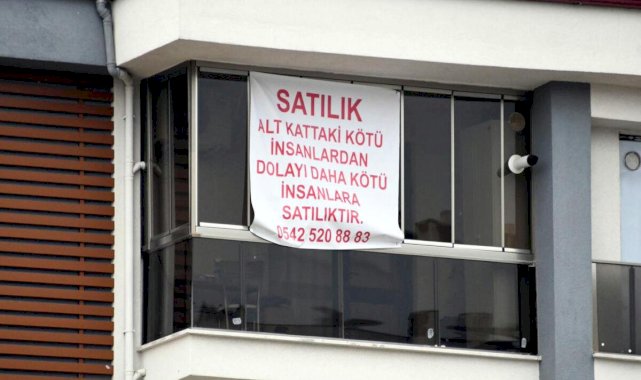 SATILIK
ALT KATTAKİ KÖTÜ
İNSANLARDAN
DOLAYI DAHA KÖTÜ
İNSANLARA
SATILIKTIR.
0542 520 88 83